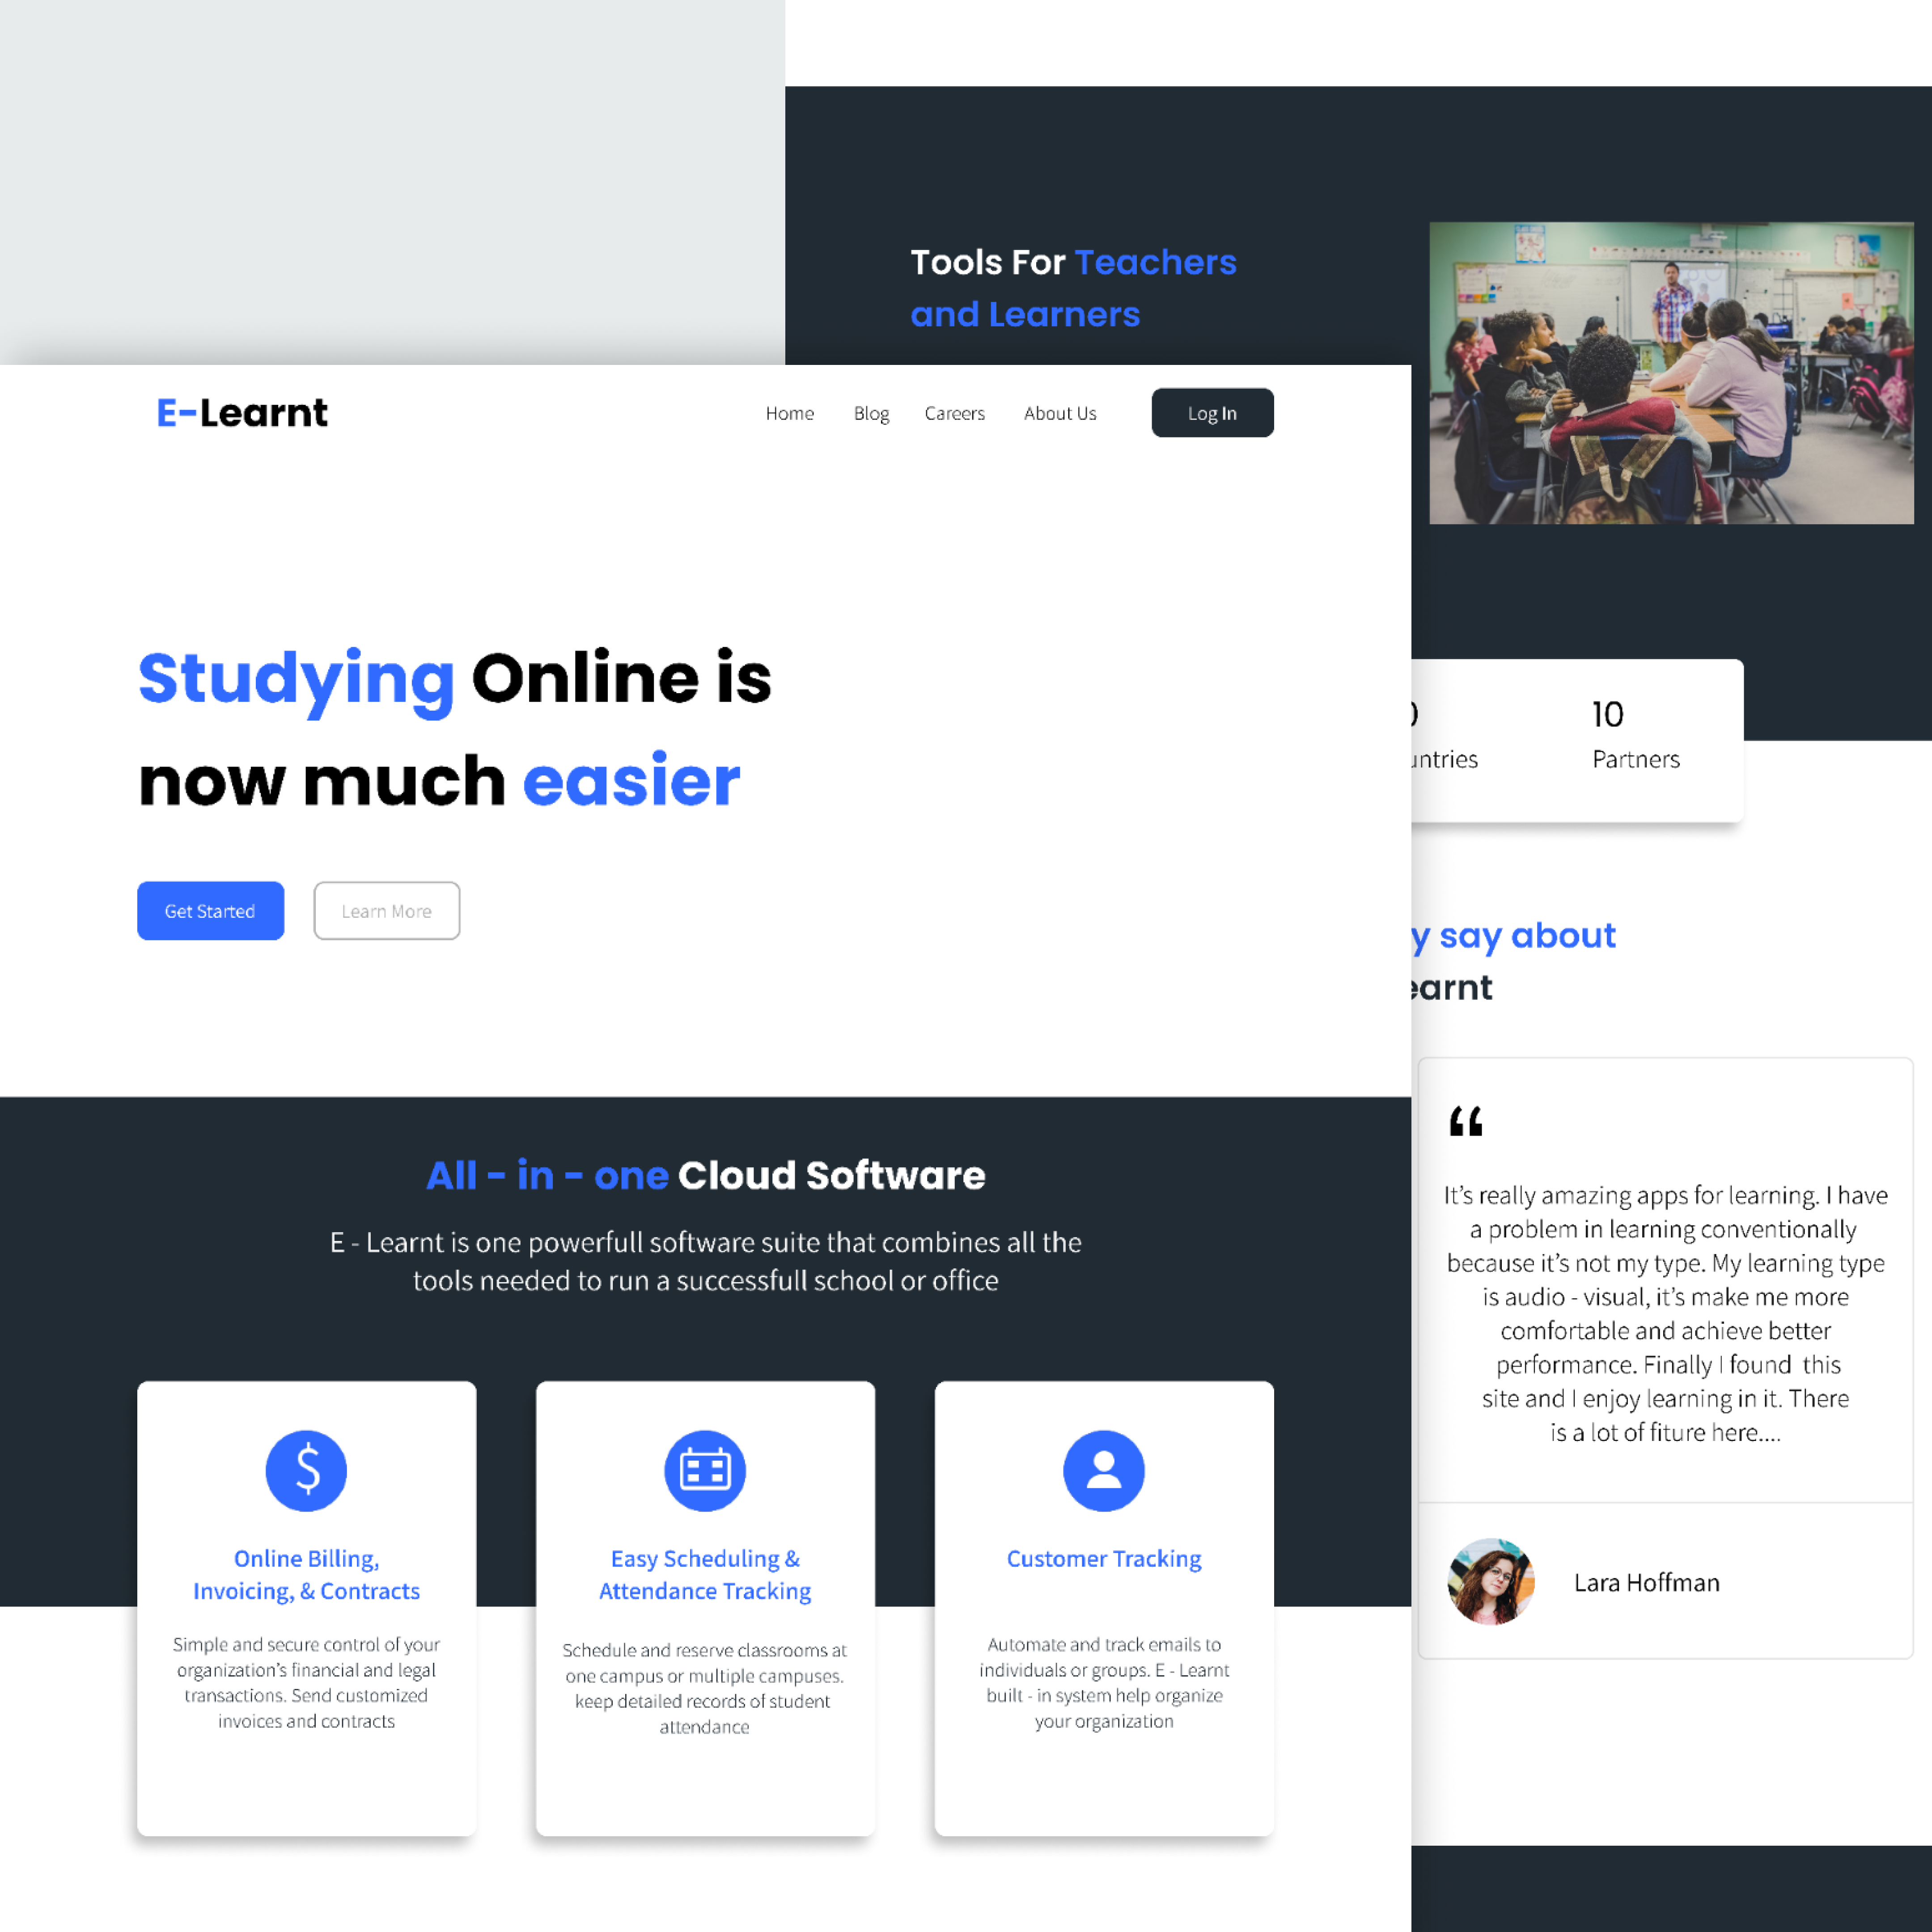 Tools For Teachers
and Learners
E-Learnt
Home
Blog
Careers
About Us
Log In
Studying Online is
now much easier
Get Started
Learn More
10
Partners
say about
All - in - one Cloud Software
E - Learnt is one powerfull software suite that combines all the
tools needed to run a successfull school or office
Online Billing,
Invoicing, & Contracts
Simple and secure control of your
organization's financial and legal
transactions. Send customized
invoices and contracts
Easy Scheduling &
Attendance Tracking
Schedule and reserve classrooms at
one campus or multiple campuses.
keep detailed records of student
attendance
Customer Tracking
Automate and track emails to
individuals or groups. E - Learnt
built - in system help organize
your organization
“
It's really amazing apps for learning. I have
a problem in learning conventionally
because it's not my type. My learning type
is audio - visual, it's make me more
comfortable and achieve better
performance. Finally I found  this
site and I enjoy learning in it. There
is a lot of fiture here....
Lara Hoffman